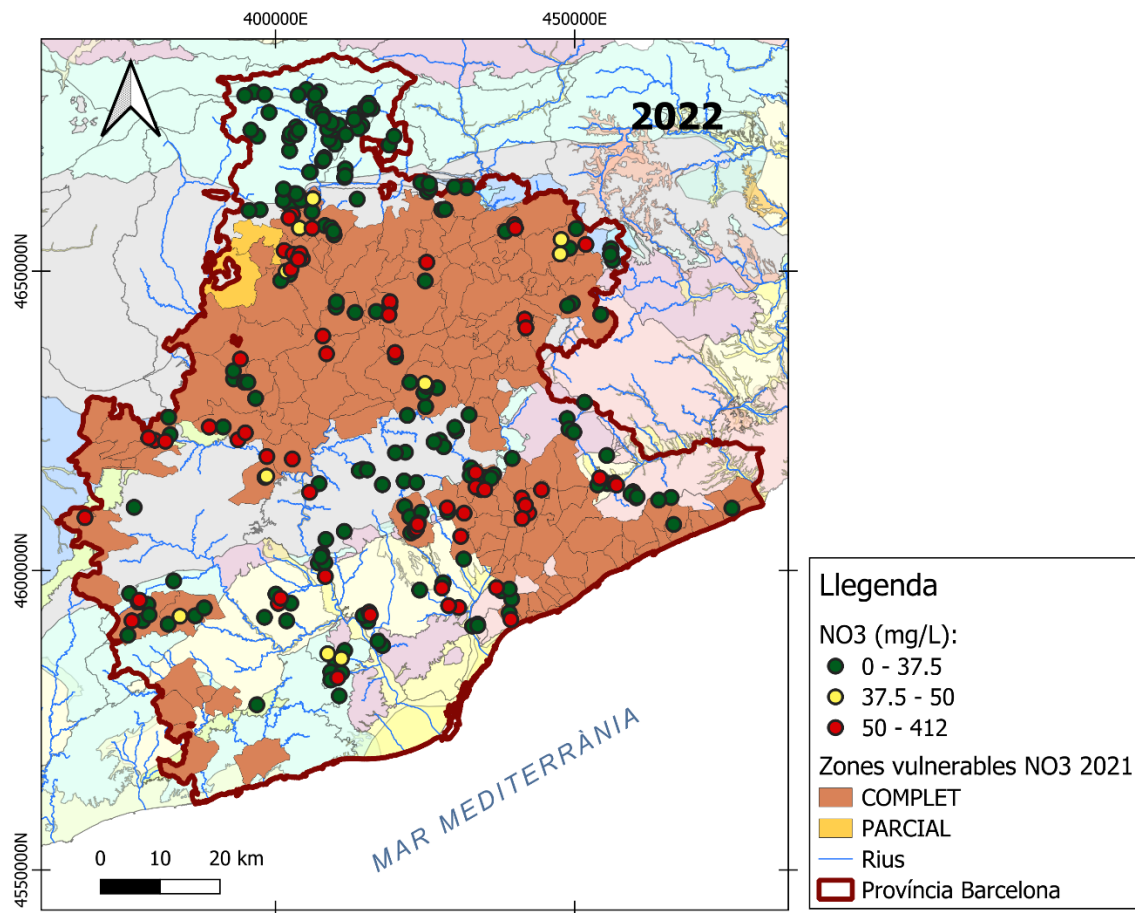 400000E 450000E
2022
4650000N
4600000N
4550000N
MAR MEDITERRÀNIA
0 10 20 km
Llegenda
NO3 (mg/L):
0 - 37.5
37.5 - 50
50 - 412
Zones vulnerables NO3 2021
COMPLET
PARCIAL
Rius
Província Barcelona